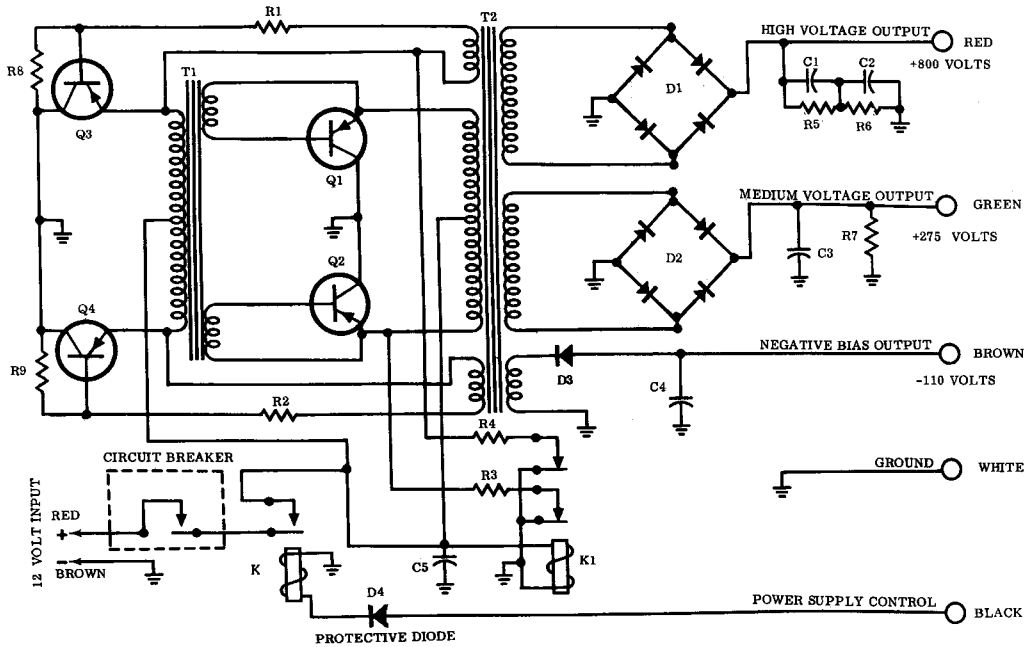 R1
T2
HIGH VOLTAGE OUTPUT
RED
+800 VOLTS
R8
T1
C1
C2
D1
R5
R6
Q3
Q1
MEDIUM VOLTAGE OUTPUT
GREEN
+275 VOLTS
R7
C3
D2
Q2
Q4
NEGATIVE BIAS OUTPUT
BROWN
-110 VOLTS
R9
D3
C4
R2
R4
CIRCUIT BREAKER
GROUND
WHITE
R3
12 VOLT INPUT
RED
+
-
BROWN
K
C5
K1
D4
POWER SUPPLY CONTROL
BLACK
PROTECTIVE DIODE